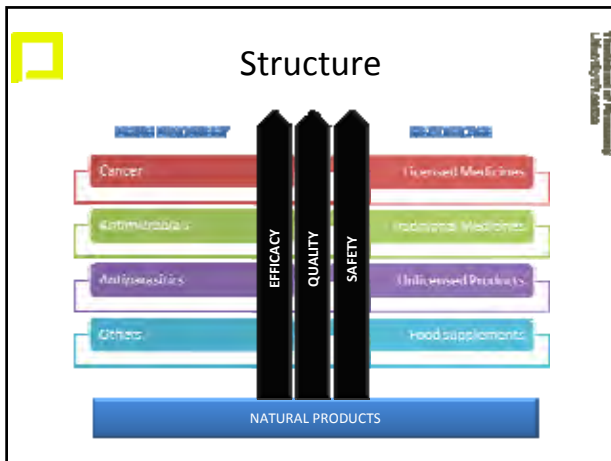 Structure
Cancer
Licensed Medicines
Antimicrobials
Traditional Medicines
Antiparasitics
Unlicensed Products
Others
Food supplements
EFFICACY
QUALITY
SAFETY
NATURAL PRODUCTS